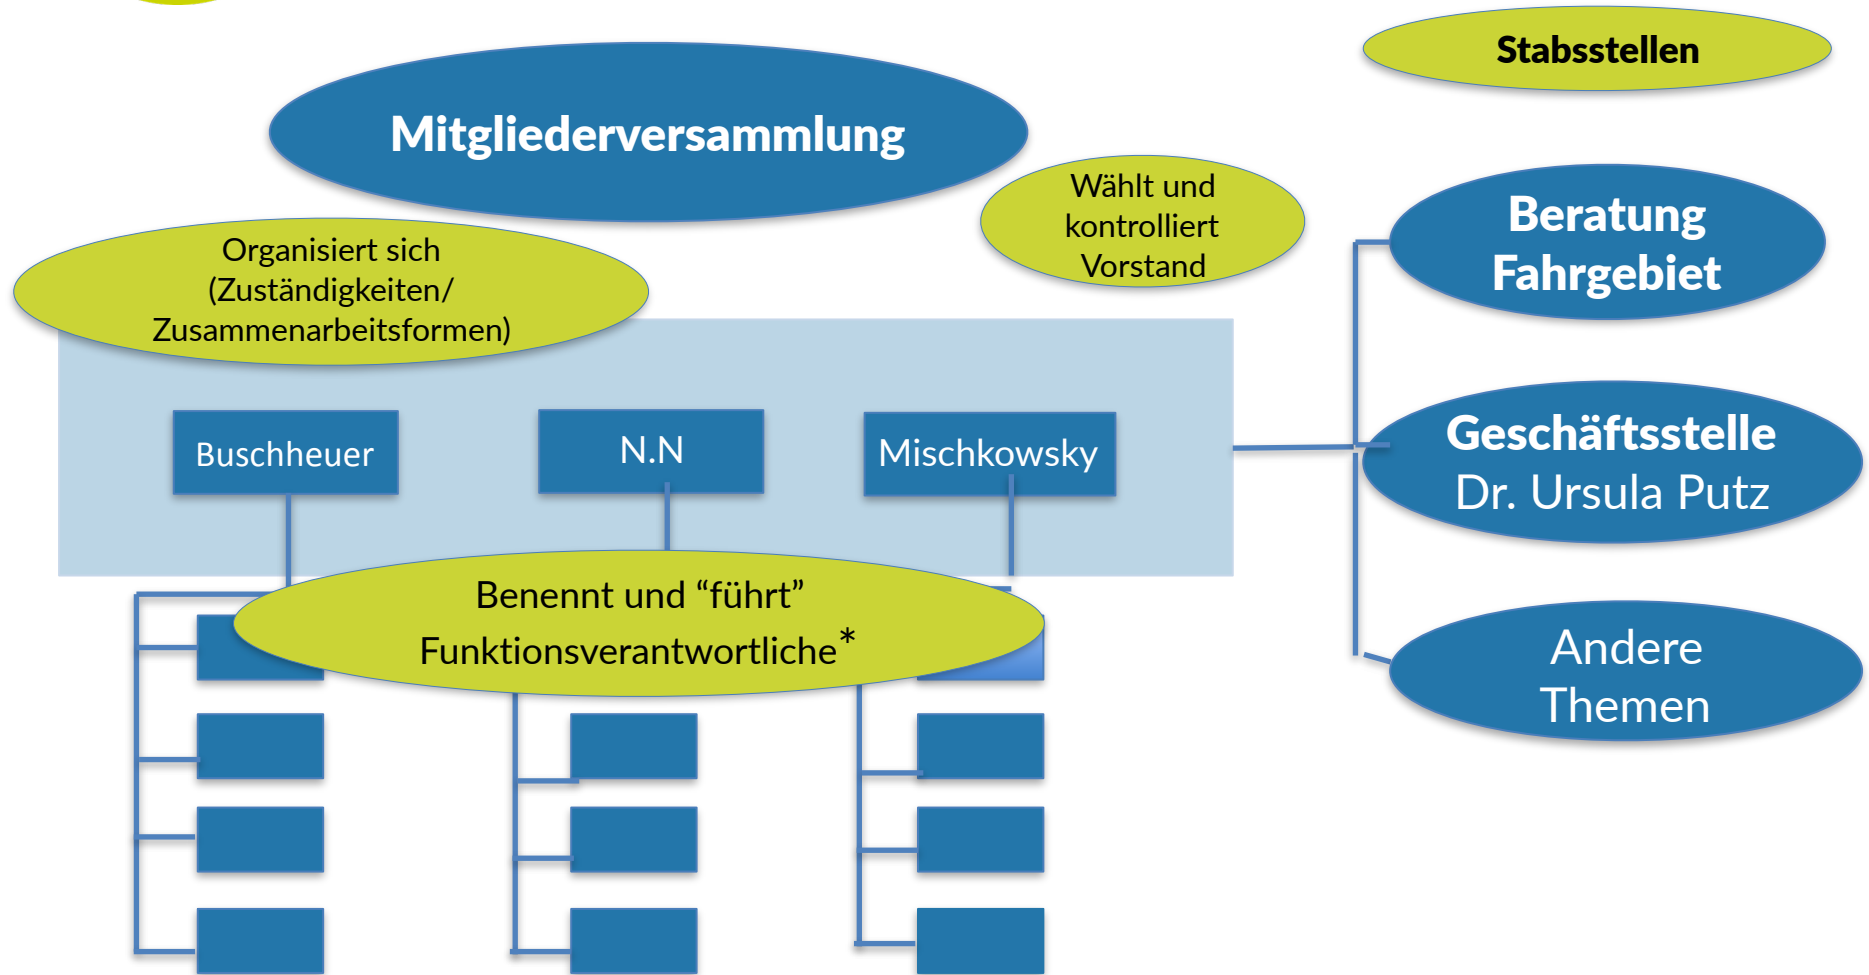 Stabsstellen
Mitgliederversammlung
Wählt und
kontrolliert
Vorstand
Organisiert sich
(Zuständigkeiten/
Zusammenarbeitsformen)
Buschheuer
N.N
Mischkowsky
Benennt und “führt”
Funktionsverantwortliche*
Beratung
Fahrgebiet
Geschäftsstelle
Dr. Ursula Putz
Andere
Themen